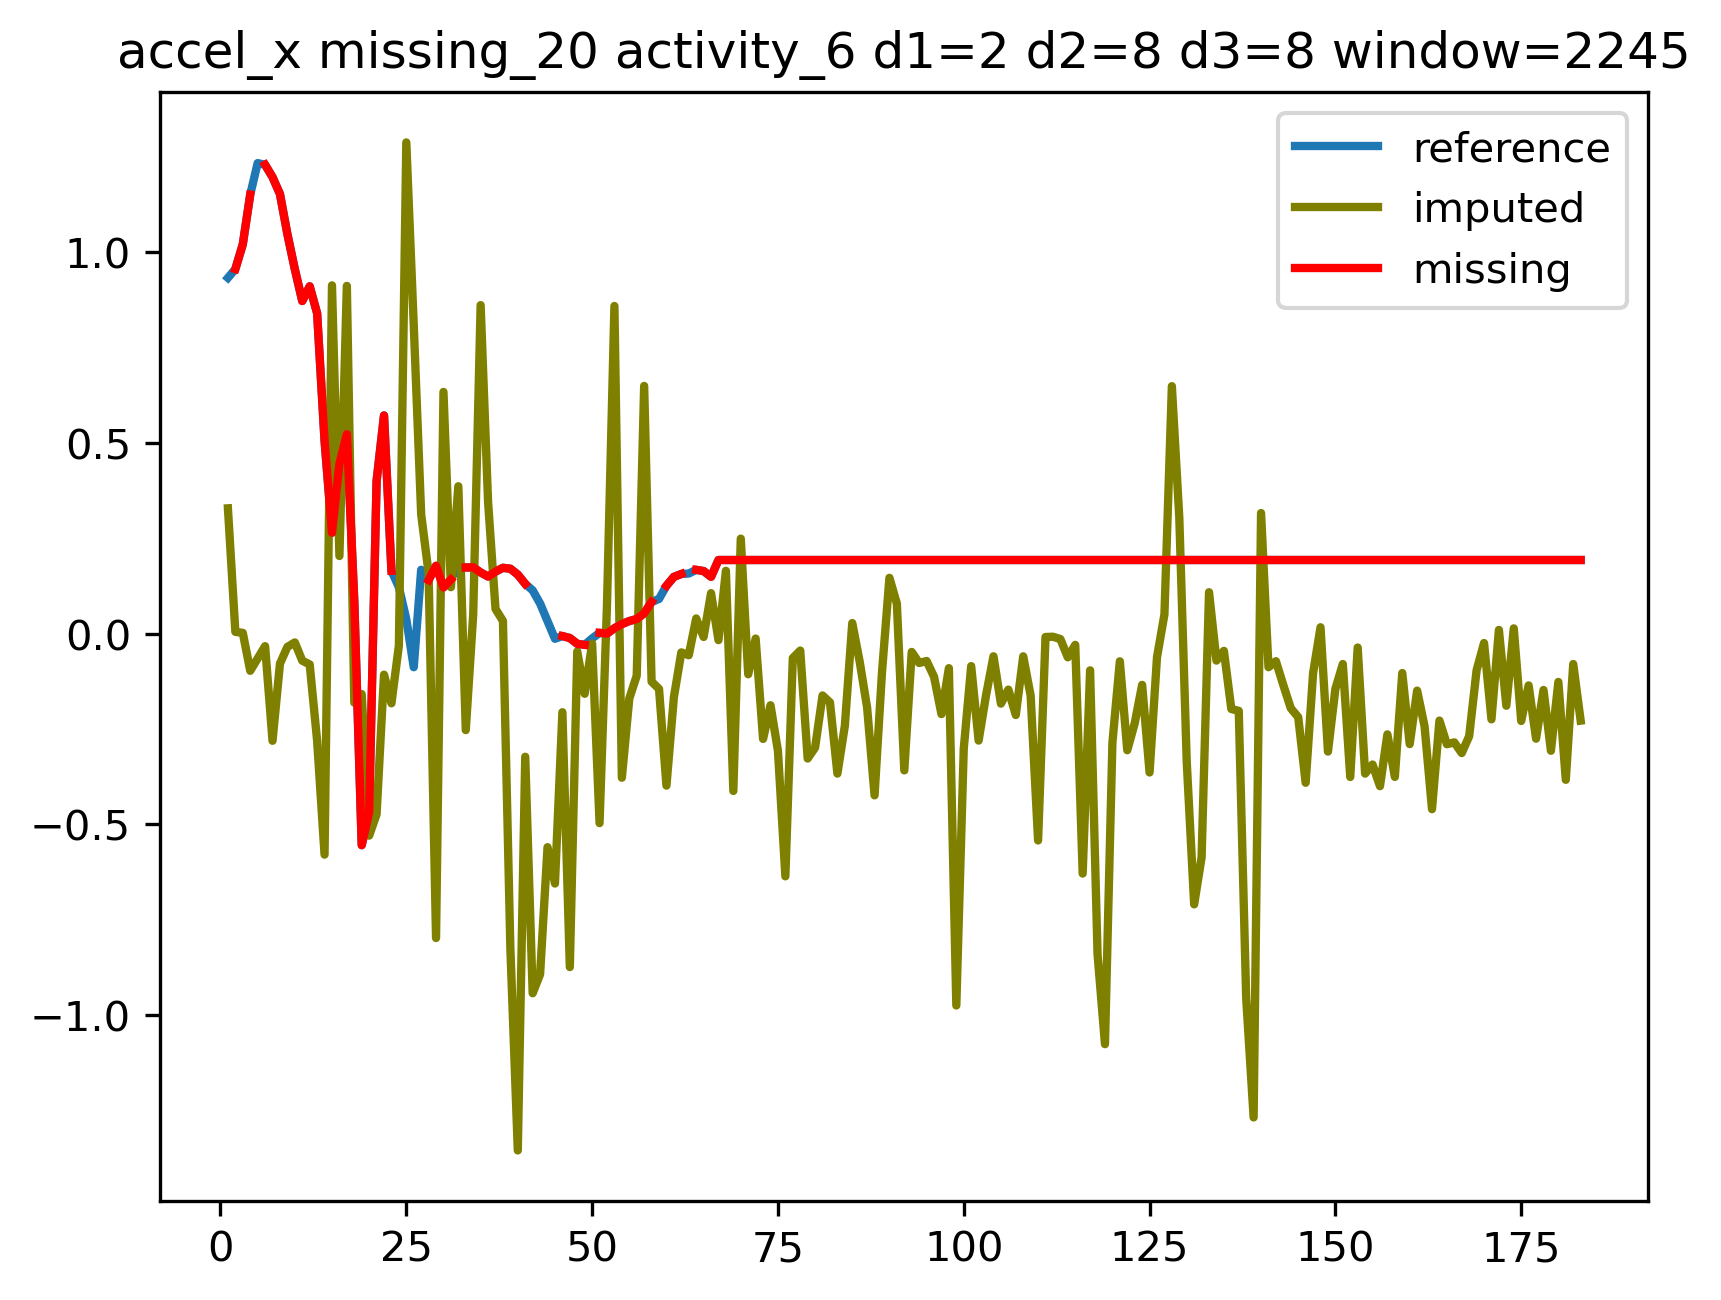 accel_x missing_20 activity_6 d1=2 d2=8 d3=8 window=2245
reference
imputed
missing
1.0
0.5
0.0
−0.5
−1.0
0 25 50 75 100 125 150 175